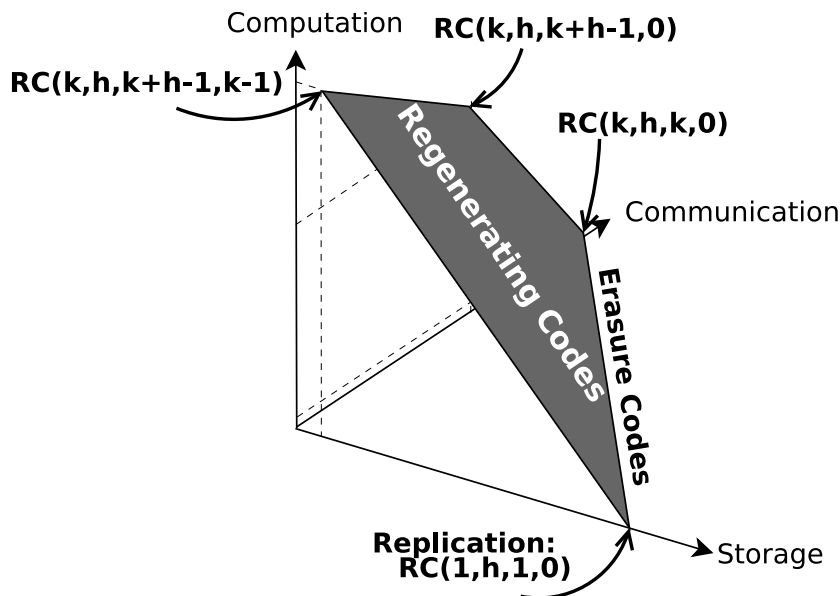 Computation
RC(k,h,k+h-1,0)
RC(k,h,k+h-1,k-1)
RC(k,h,k,0)
Communication
Regenerating Codes
Erasure Codes
Replication:
RC(1,h,1,0)
Storage